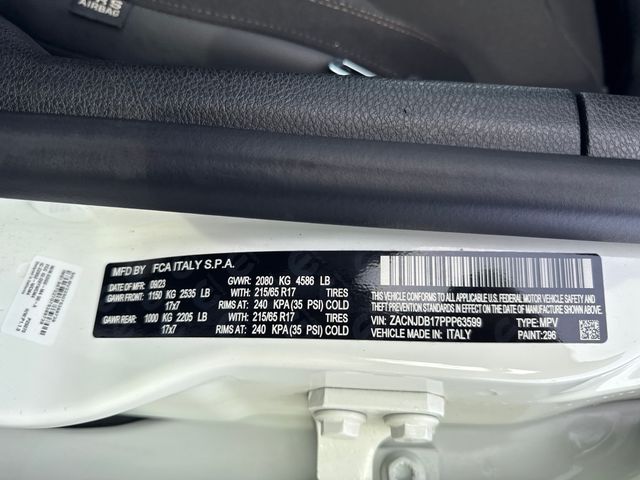 AIRBAG
MFD BY FCA ITALY S.P.A.
DATE OF MFR 09/23 GVWR: 2080 KG 4586 LB
GAWR FRONT: 1150 KG 2535 LB WITH: 215/65 R17 TIRES
17x7 RIMS AT: 240 KPA (35 PSI) COLD
GAWR REAR: 1000 KG 2205 LB WITH: 215/65 R17 TIRES
17x7 RIMS AT: 240 KPA (35 PSI) COLD
THIS VEHICLE CONFORMS TO ALL APPLICABLE
FEDERAL MOTOR VEHICLE SAFETY, BUMPER, AND THEFT
PREVENTION STANDARDS IN EFFECT ON THE DATE OF MANUFACTURE SHOWN ABOVE
VIN: ZACNJDB17PPP63599 TYPE: MPV
VEHICLE MADE IN: ITALY PAINT: 296